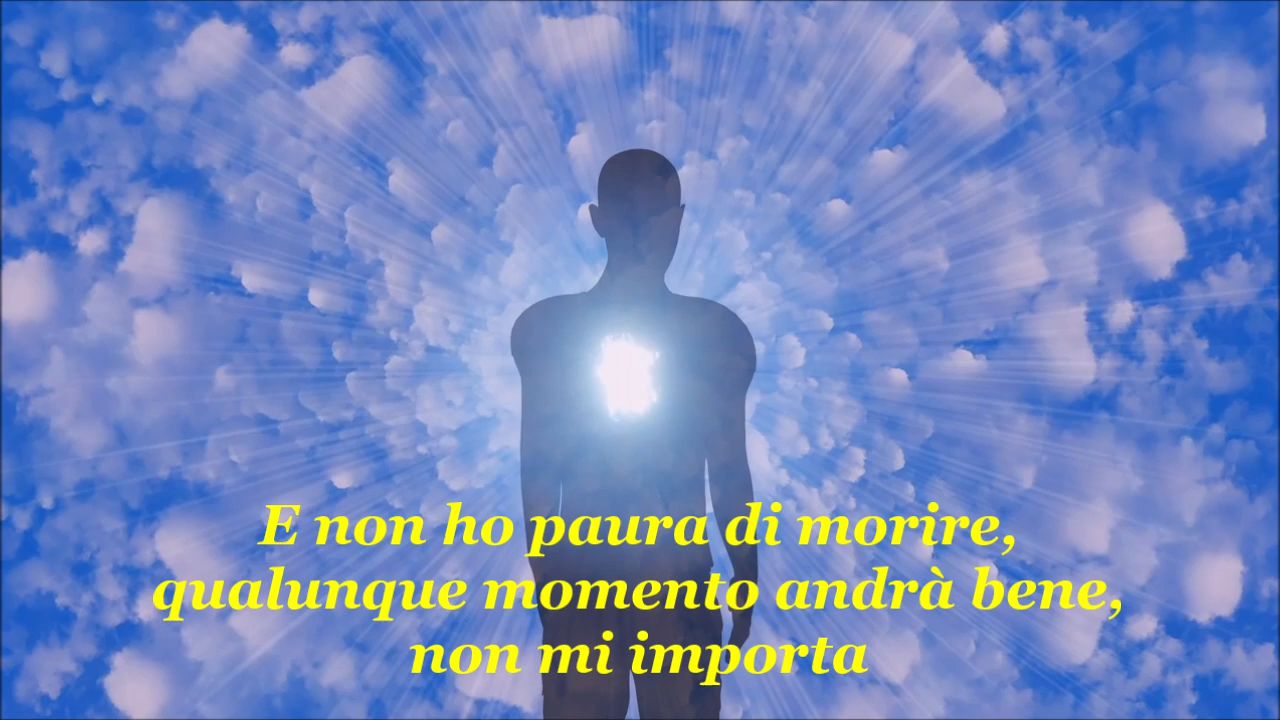 E non ho paura di morire,
qualunque momento andrà bene,
non mi importa